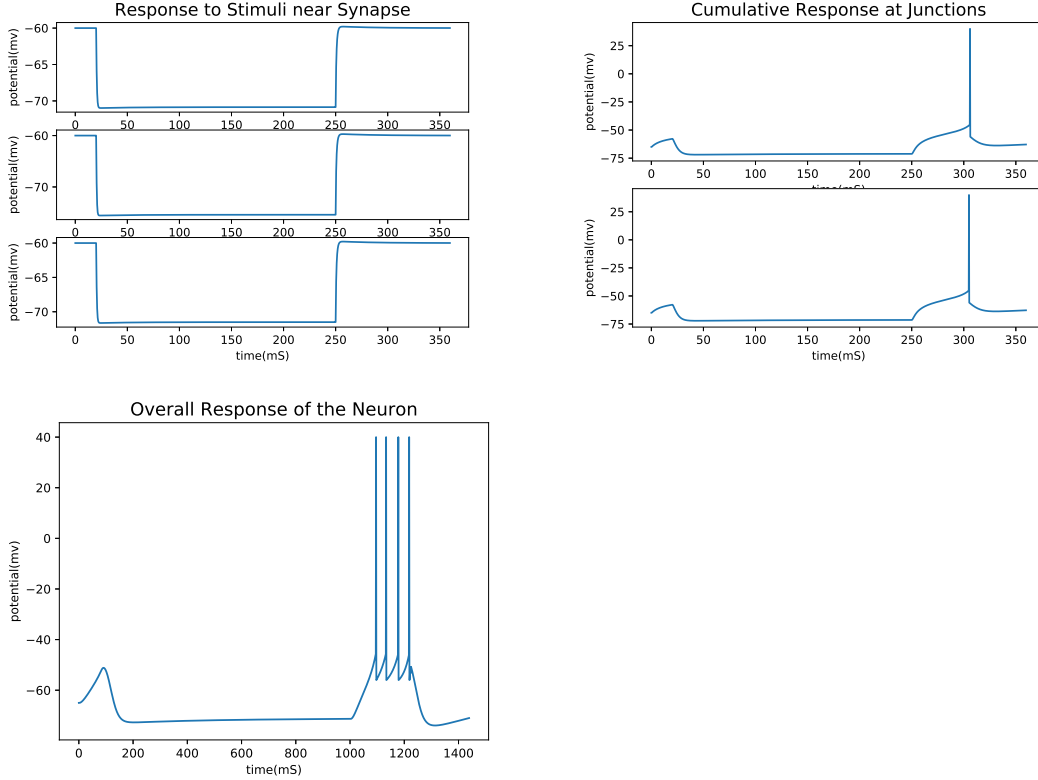 Response to Stimuli near Synapse
potential(mv)
−60
−65
−70
0 50 100 150 200 250 300 350
potential(mv)
−60
−70
0 50 100 150 200 250 300 350
potential(mv)
−60
−65
−70
0 50 100 150 200 250 300 350
time(mS)
Cumulative Response at Junctions
potential(mv)
25
0
−25
−50
−75
0 50 100 150 200 250 300 350
time(mS)
potential(mv)
25
0
−25
−50
−75
0 50 100 150 200 250 300 350
time(mS)
Overall Response of the Neuron
potential(mv)
40
20
0
−20
−40
−60
0 200 400 600 800 1000 1200 1400
time(mS)